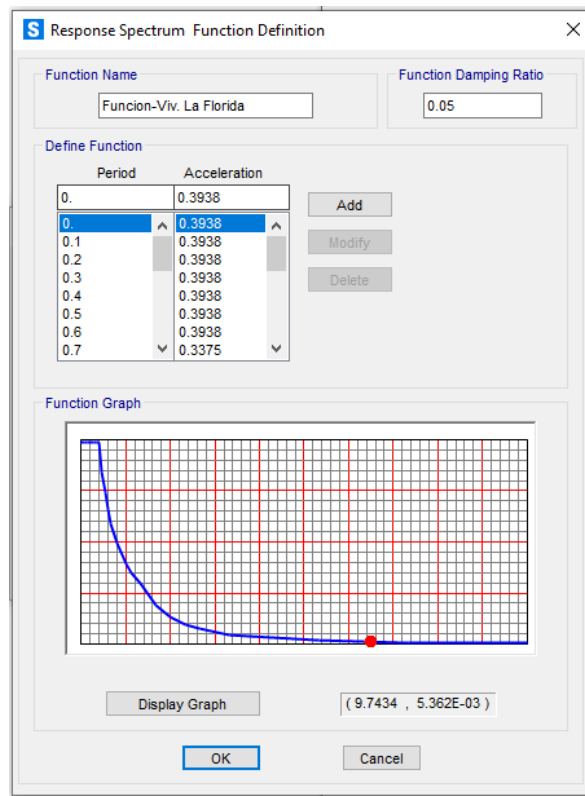 S Response Spectrum Function Definition
Function Name
Function Damping Ratio
Funcion-Viv. La Florida
0.05
Define Function
Period Acceleration
0. 0.3938
Add
0. 0.3938
0.1 0.3938
Modify
0.2 0.3938
0.3 0.3938
Delete
0.4 0.3938
0.5 0.3938
0.6 0.3938
0.7 0.3375
Function Graph
Display Graph
( 9.7434 , 5.362E-03 )
OK
Cancel